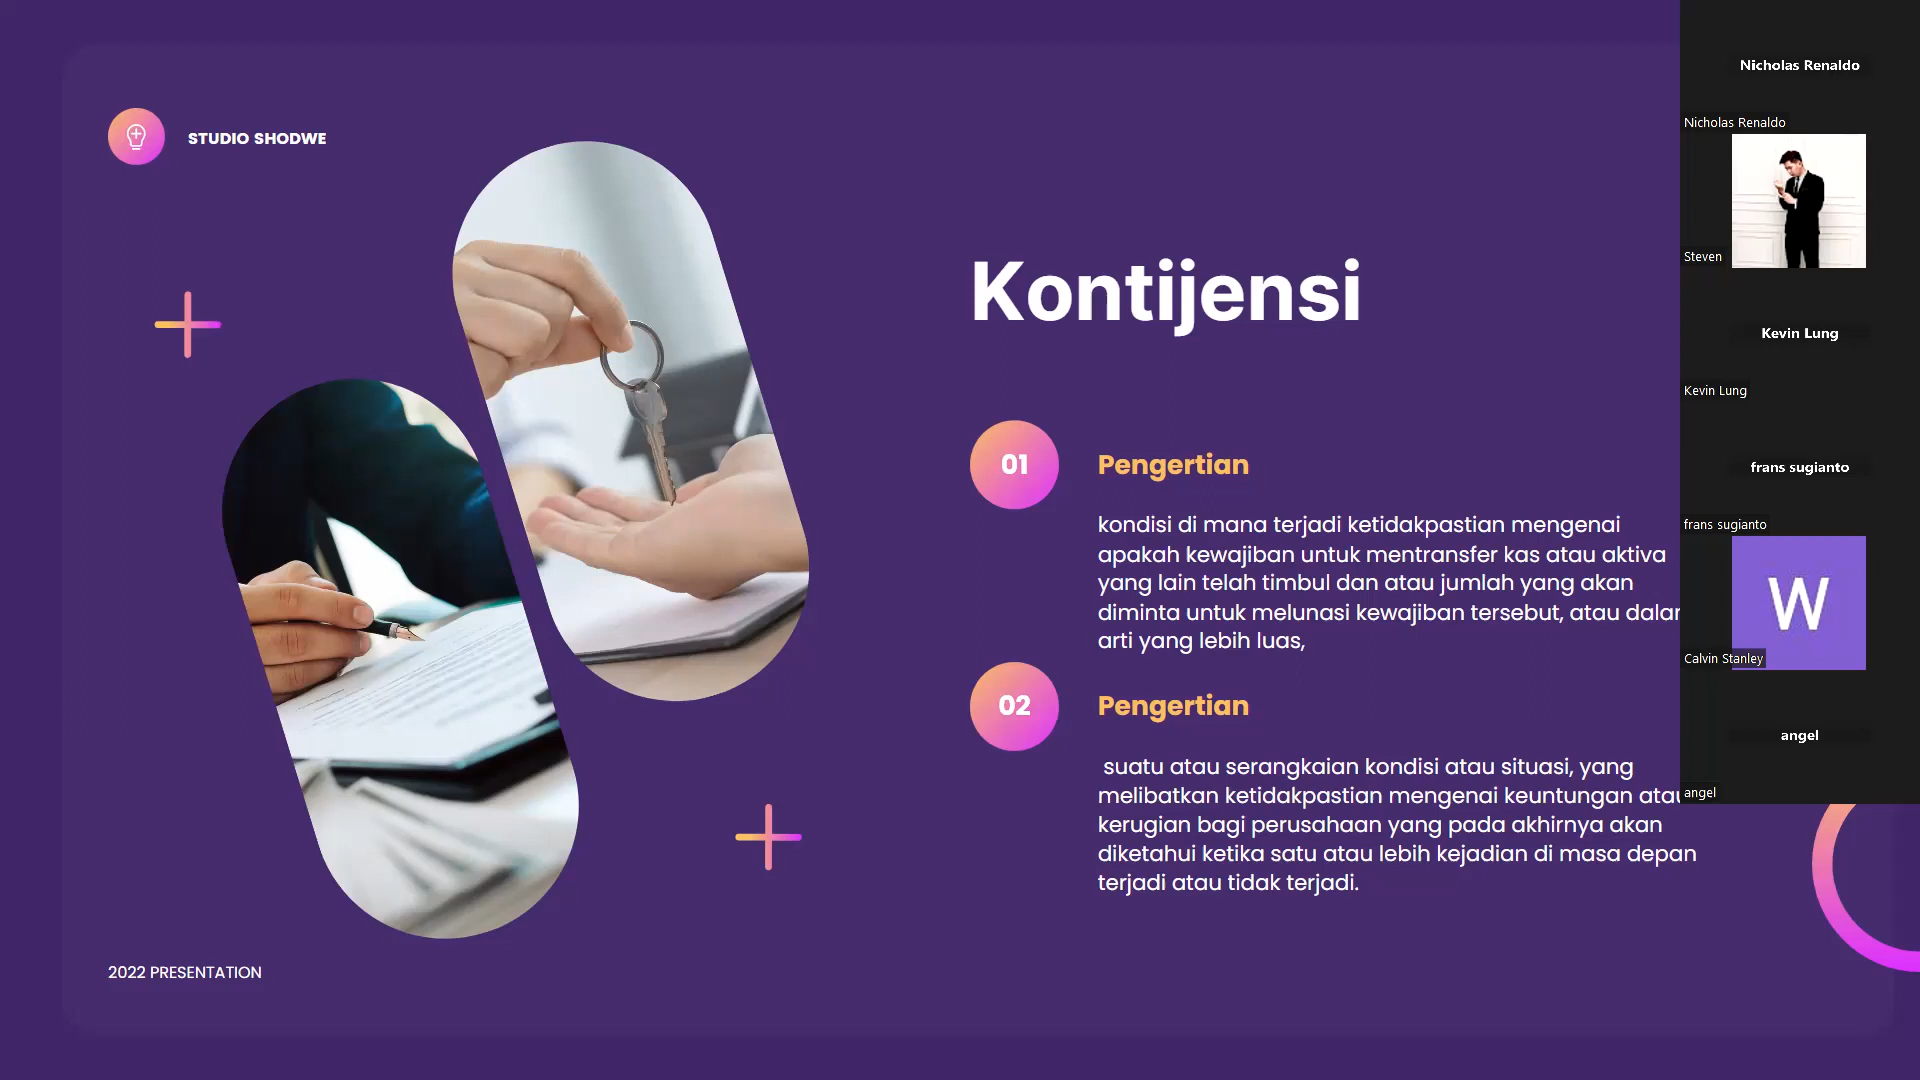 STUDIO SHODWE
Kontijensi
01
Pengertian
kondisi di mana terjadi ketidakpastian mengenai
apakah kewajiban untuk mentransfer kas atau aktiva
yang lain telah timbul dan atau jumlah yang akan
diminta untuk melunasi kewajiban tersebut, atau
arti yang lebih luas,
02
Pengertian
suatu atau serangkaian kondisi atau situasi, yang
melibatkan ketidakpastian mengenai keuntungan atau
kerugian bagi perusahaan yang pada akhirnya akan
diketahui ketika satu atau lebih kejadian di masa depan
terjadi atau tidak terjadi.
2022 PRESENTATION
Nicholas Renaldo
Nicholas Renaldo
Steven
Kevin Lung
Kevin Lung
frans sugianto
frans sugianto
W
Calvin Stanley
angel
angel